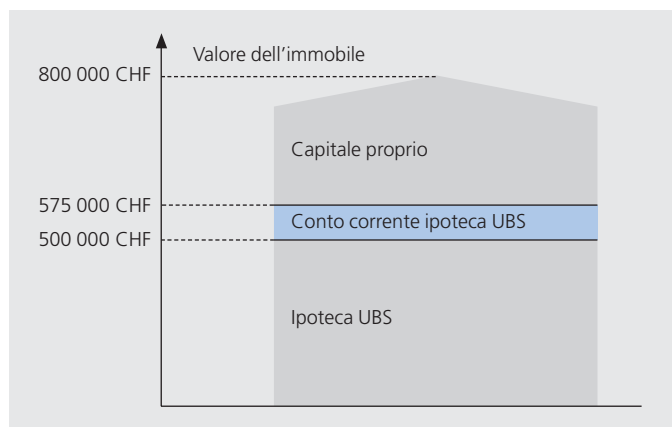 Valore dell'immobile
800 000 CHF
Capitale proprio
575 000 CHF
Conto corrente ipoteca UBS
500 000 CHF
Ipoteca UBS